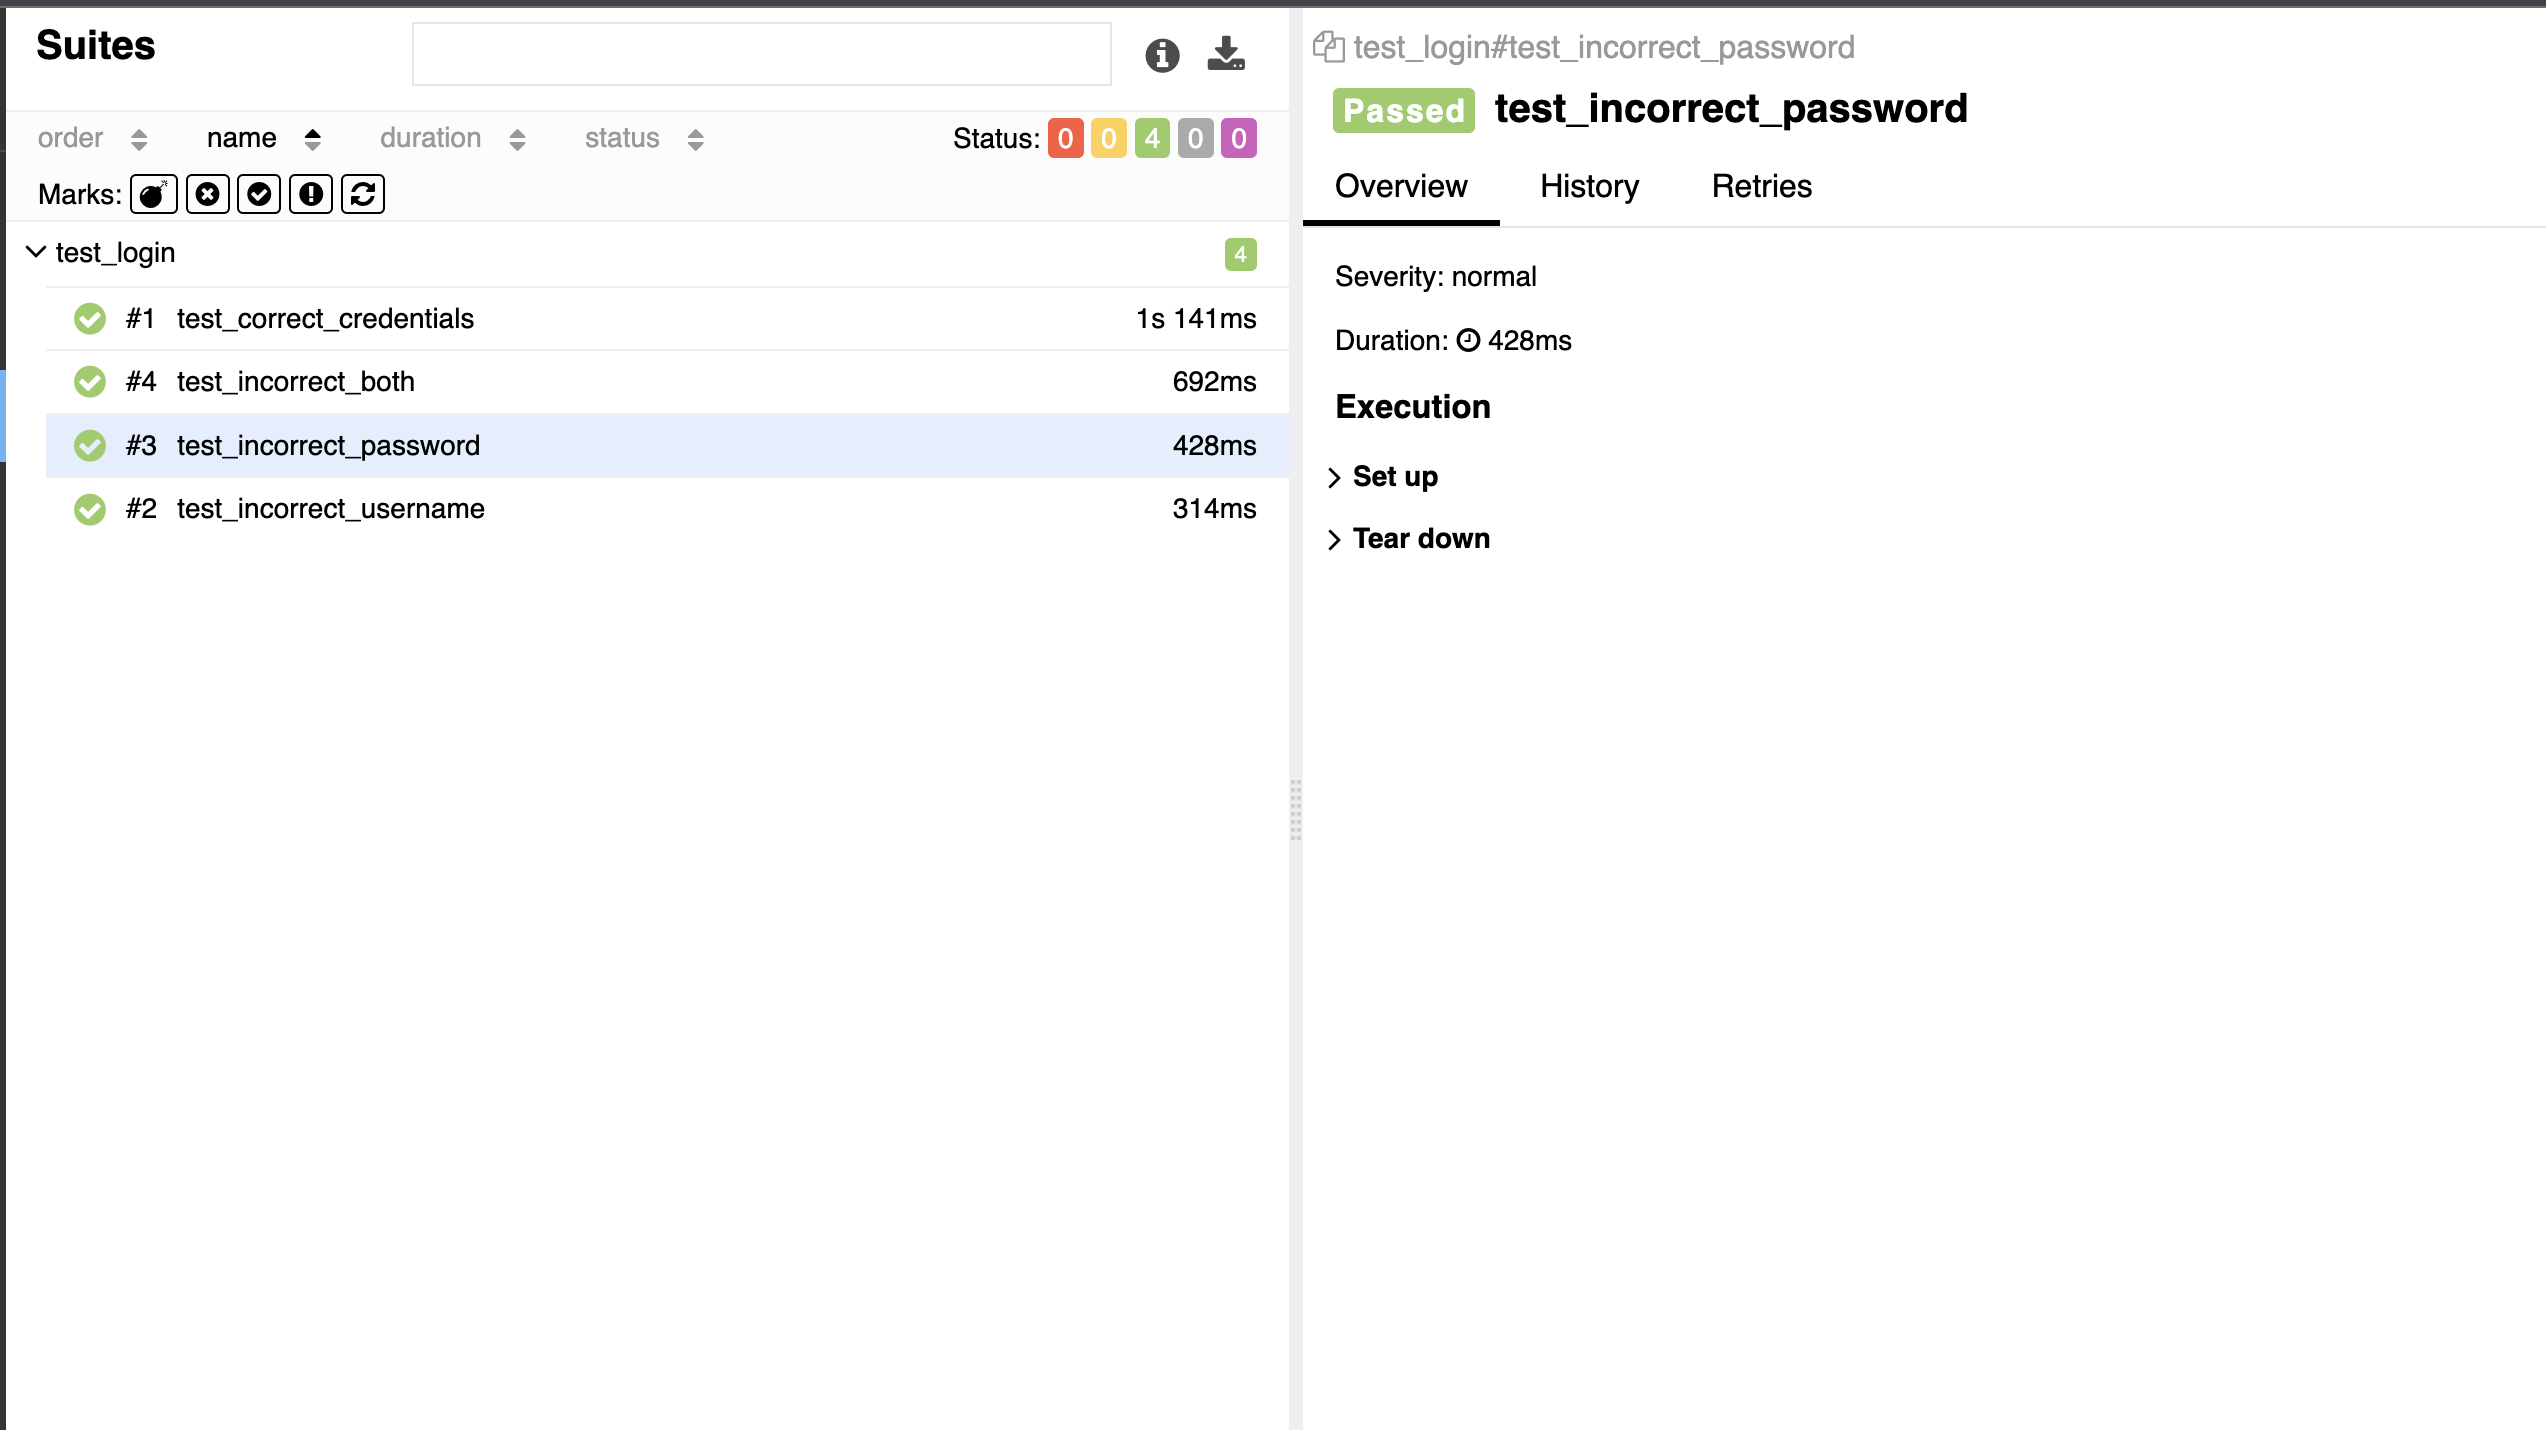 Suites
order name duration status Status: 0 0 4 0 0
Marks:
test_login 4
#1 test_correct_credentials 1s 141ms
#4 test_incorrect_both 692ms
#3 test_incorrect_password 428ms
#2 test_incorrect_username 314ms
test_login#test_incorrect_password
Passed test_incorrect_password
Overview History Retries
Severity: normal
Duration: 428ms
Execution
Set up
Tear down